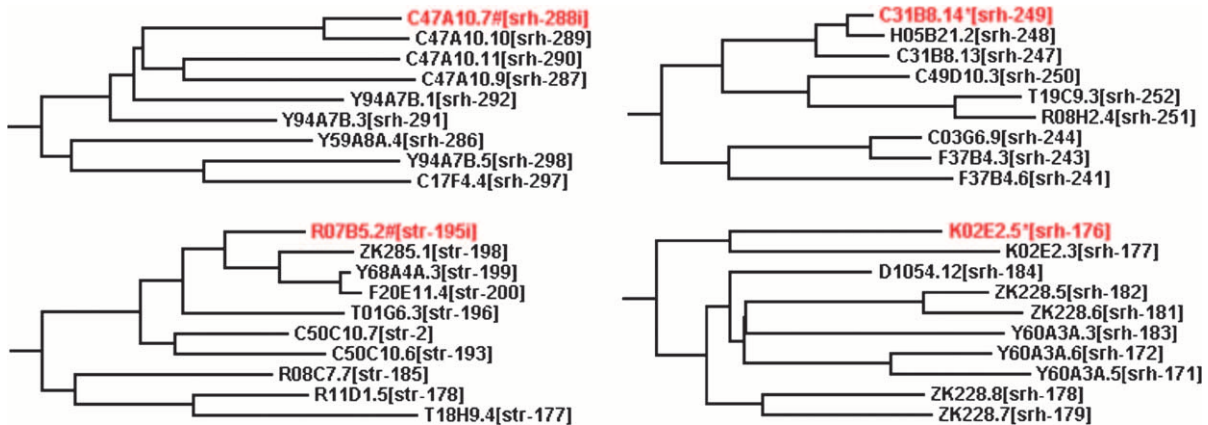 C47A10.7#[srh-288i]
C47A10.10[srh-289]
C47A10.11[srh-290]
C47A10.9[srh-287]
Y94A7B.1[srh-292]
Y94A7B.3[srh-291]
Y59A8A.4[srh-286]
Y94A7B.5[srh-298]
C17F4.4[srh-297]
C31B8.14*[srh-249]
H05B21.2[srh-248]
C31B8.13[srh-247]
C49D10.3[srh-250]
T19C9.3[srh-252]
R08H2.4[srh-251]
C03G6.9[srh-244]
F37B4.3[srh-243]
F37B4.6[srh-241]
R07B5.2#[str-195i]
ZK285.1[str-198]
Y68A4A.3[str-199]
F20E11.4[str-200]
T01G6.3[str-196]
C50C10.7[str-2]
C50C10.6[str-193]
R08C7.7[str-185]
R11D1.5[str-178]
T18H9.4[str-177]
K02E2.5*[srh-176]
K02E2.3[srh-177]
D1054.12[srh-184]
ZK228.5[srh-182]
ZK228.6[srh-181]
Y60A3A.3[srh-183]
Y60A3A.6[srh-172]
Y60A3A.5[srh-171]
ZK228.8[srh-178]
ZK228.7[srh-179]